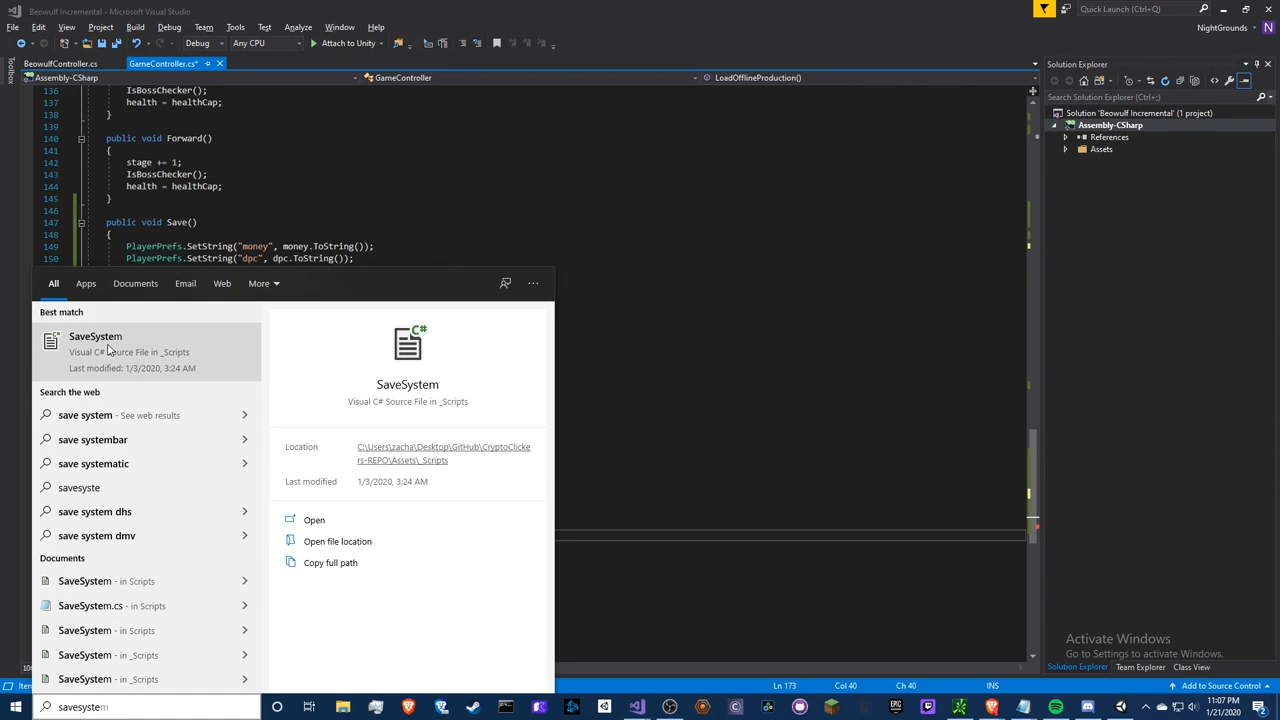 Beowulf Incremental - Microsoft Visual Studio
Quick Launch (Ctrl+Q)
File Edit View Project Build Debug Team Tools Test Analyze Window Help
NightGrounds
N
Debug Any CPU Attach to Unity
Toolbox
BeowulfController.cs GameController.cs*
Assembly-CSharp GameController LoadOfflineProduction()
136 IsBossChecker();
137 health = healthCap;
138 }
139
140 public void Forward()
141 {
142 stage += 1;
143 IsBossChecker();
144 health = healthCap;
145 }
146
147 public void Save()
148 {
149 PlayerPrefs.SetString("money", money.ToString());
150 PlayerPrefs.SetString("dpc", dpc.ToString());
Solution Explorer
Search Solution Explorer (Ctrl+;)
Solution 'Beowulf Incremental' (1 project)
Assembly-CSharp
References
Assets
All Apps Documents Email Web More
Best match
SaveSystem
Visual C# Source File in _Scripts
Last modified: 1/3/2020, 3:24 AM
Search the web
save system - See web results
save systembar
save systematic
savesyste
save system dhs
save system dmv
Documents
SaveSystem - in Scripts
SaveSystem.cs - in Scripts
SaveSystem - in Scripts
SaveSystem - in _Scripts
SaveSystem - in _Scripts
C#
SaveSystem
Visual C# Source File in _Scripts
Location C:\Users\zacha\Desktop\GitHub\CryptoClicke
rs-REPO\Assets\_Scripts
Last modified 1/3/2020, 3:24 AM
Open
Open file location
Copy full path
Activate Windows
Go to Settings to activate Windows.
Solution Explorer Team Explorer Class View
Ln 173 Col 40 Ch 40 INS Add to Source Control
savesystem
11:07 PM
1/21/2020